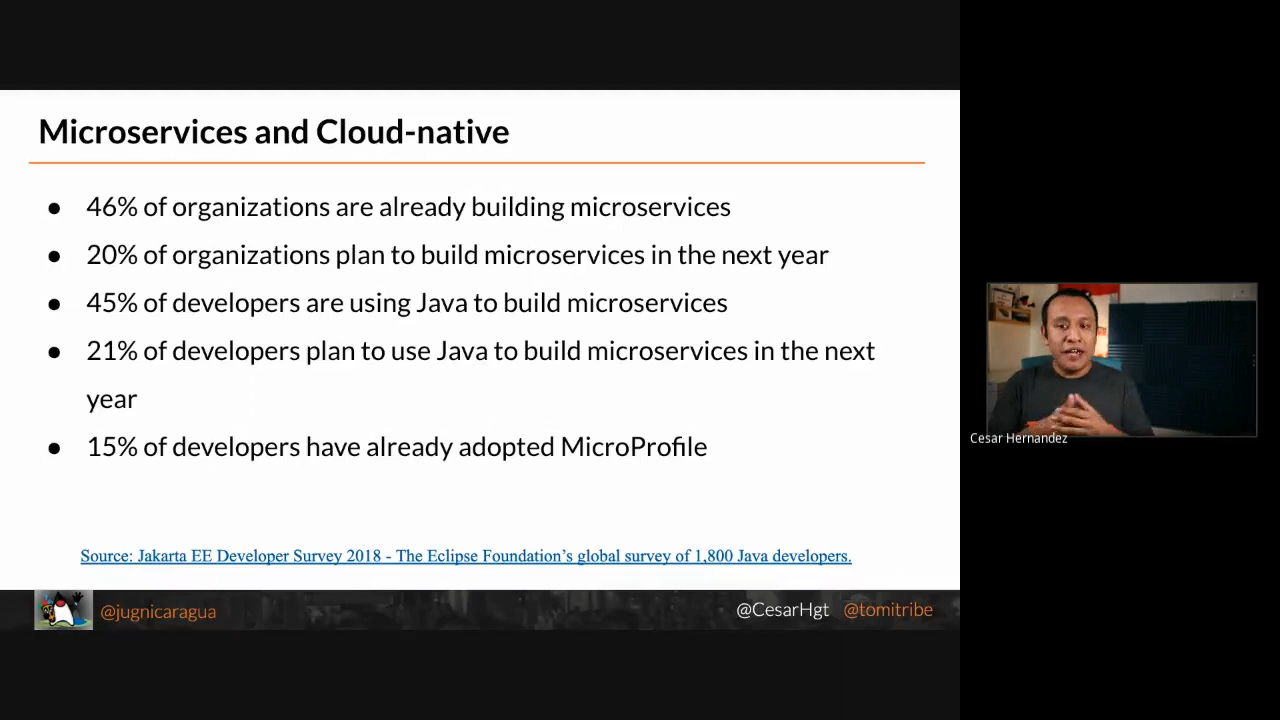 Microservices and Cloud-native
● 46% of organizations are already building microservices
● 20% of organizations plan to build microservices in the next year
● 45% of developers are using Java to build microservices
● 21% of developers plan to use Java to build microservices in the next
year
● 15% of developers have already adopted MicroProfile
Source: Jakarta EE Developer Survey 2018 - The Eclipse Foundation’s global survey of 1,800 Java developers.
@jugnicaragua
@CesarHgt @tomitribe
Cesar Hernandez